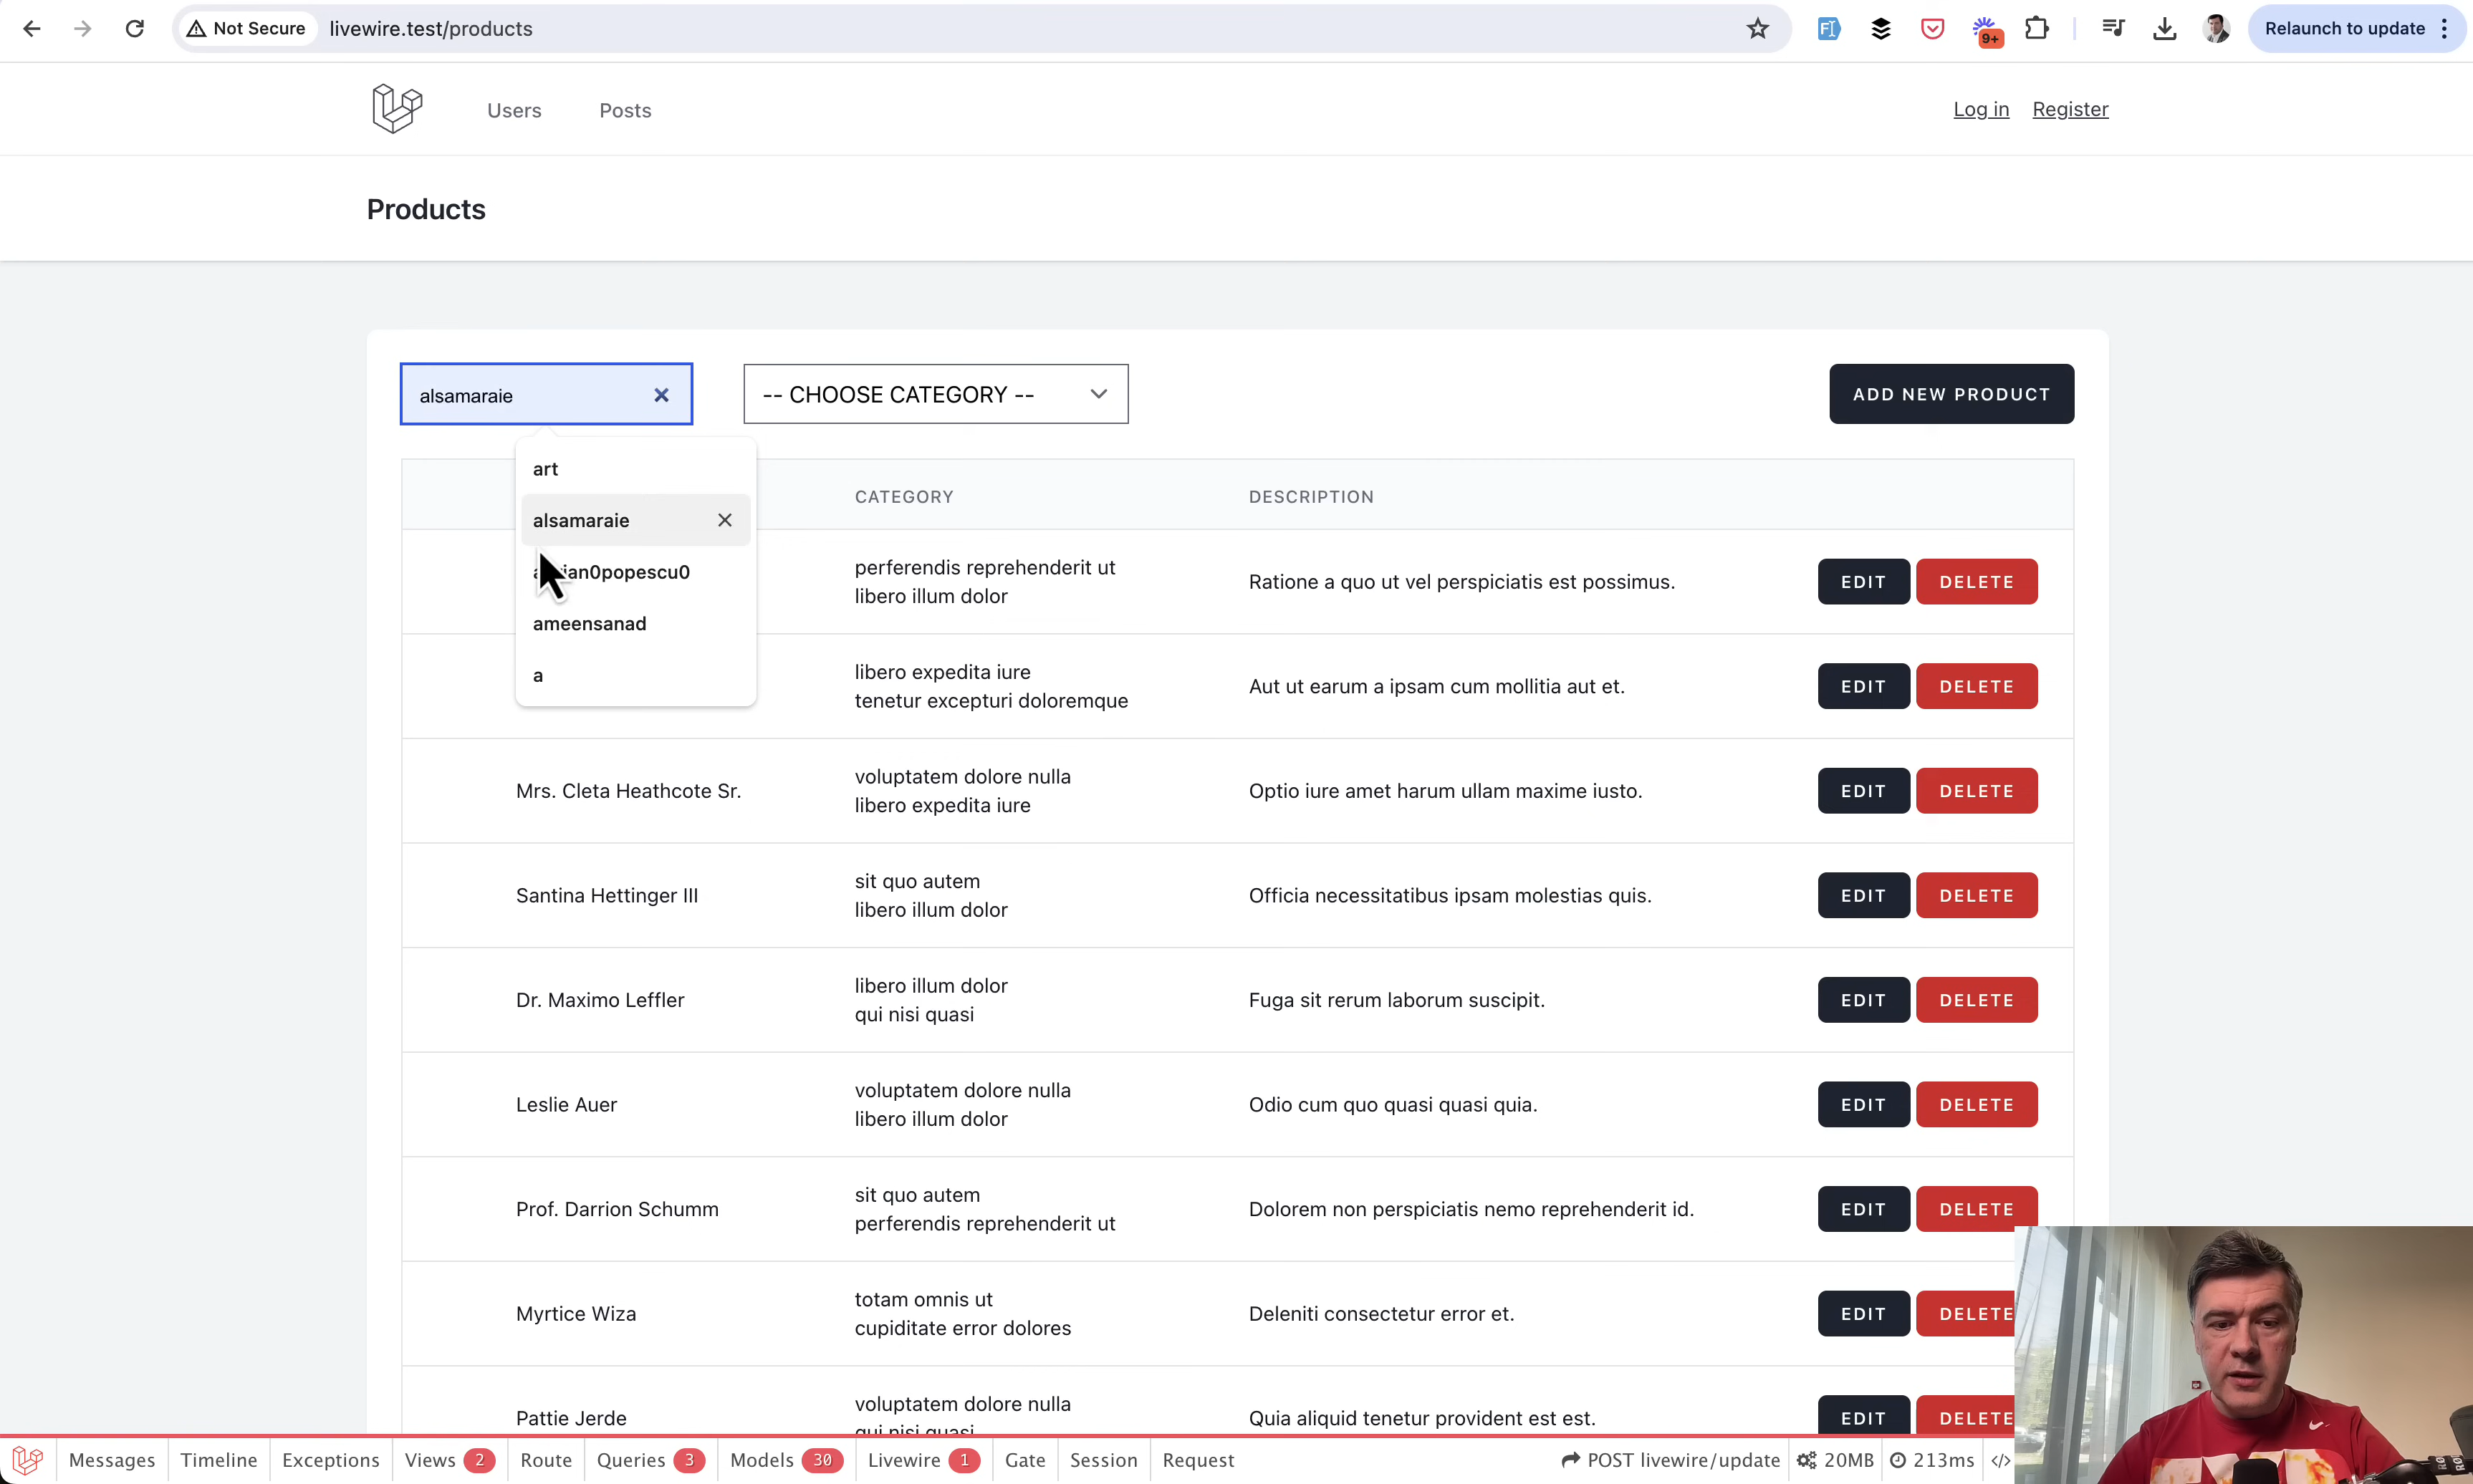 Not Secure
livewire.test/products
9+
Relaunch to update
Users
Posts
Log in
Register
Products
alsamaraie
-- CHOOSE CATEGORY --
ADD NEW PRODUCT
art
alsamaraie
ameensanad
a
CATEGORY
DESCRIPTION
perferendis reprehenderit ut
libero illum dolor
Ratione a quo ut vel perspiciatis est possimus.
EDIT
DELETE
libero expedita iure
tenetur excepturi doloremque
Aut ut earum a ipsam cum mollitia aut et.
EDIT
DELETE
Mrs. Cleta Heathcote Sr.
voluptatem dolore nulla
libero expedita iure
Optio iure amet harum ullam maxime iusto.
EDIT
DELETE
Santina Hettinger III
sit quo autem
libero illum dolor
Officia necessitatibus ipsam molestias quis.
EDIT
DELETE
Dr. Maximo Leffler
libero illum dolor
qui nisi quasi
Fuga sit rerum laborum suscipit.
EDIT
DELETE
Leslie Auer
voluptatem dolore nulla
libero illum dolor
Odio cum quo quasi quasi quia.
EDIT
DELETE
Prof. Darrion Schumm
sit quo autem
perferendis reprehenderit ut
Dolorem non perspiciatis nemo reprehenderit id.
EDIT
DELETE
Myrtice Wiza
totam omnis ut
cupiditate error dolores
Deleniti consectetur error et.
EDIT
DELETE
Pattie Jerde
voluptatem dolore nulla
qui nisi quasi
Quia aliquid tenetur provident est est.
EDIT
DELETE
Messages
Timeline
Exceptions
Views 2
Route
Queries 3
Models 30
Livewire 1
Gate
Session
Request
POST livewire/update
20MB
213ms